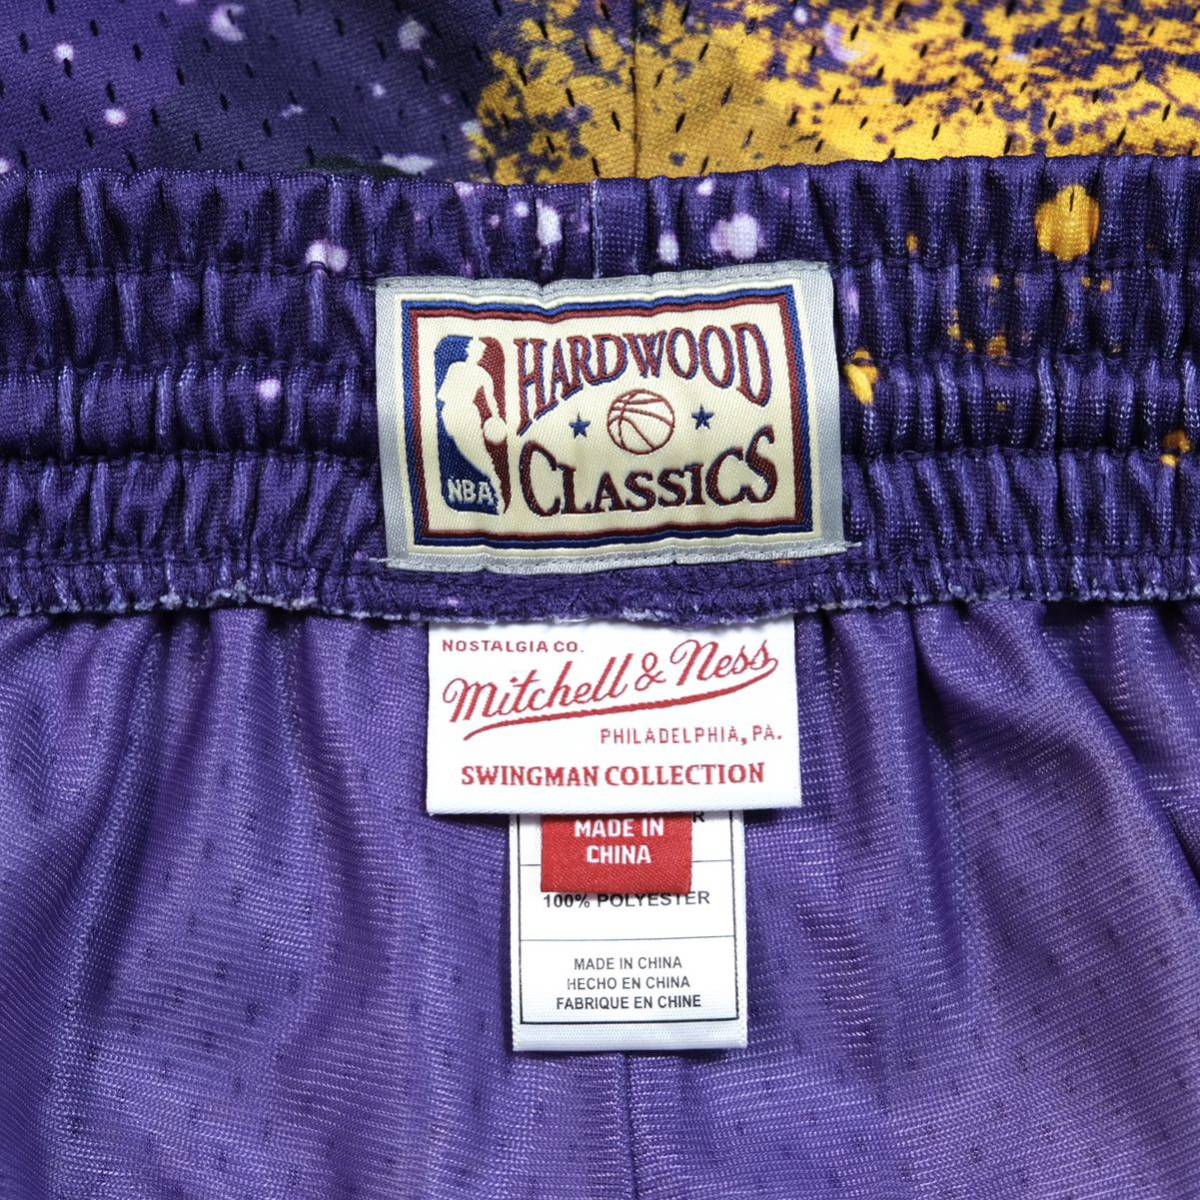 HARDWOOD
CLASSICS
NBA
NOSTALGIA CO.
Mitchell & Ness
PHILADELPHIA, PA.
SWINGMAN COLLECTION
MADE IN
CHINA
100% POLYESTER
MADE IN CHINA
HECHO EN CHINA
FABRIQUE EN CHINE